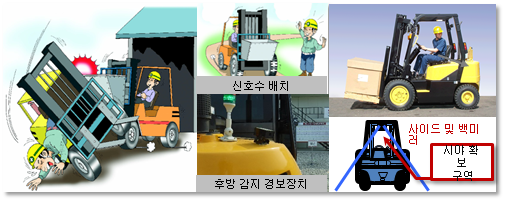 신호수 배치
후방 감지 경보장치
사이드 및 백미
러
시야 확
보
구역